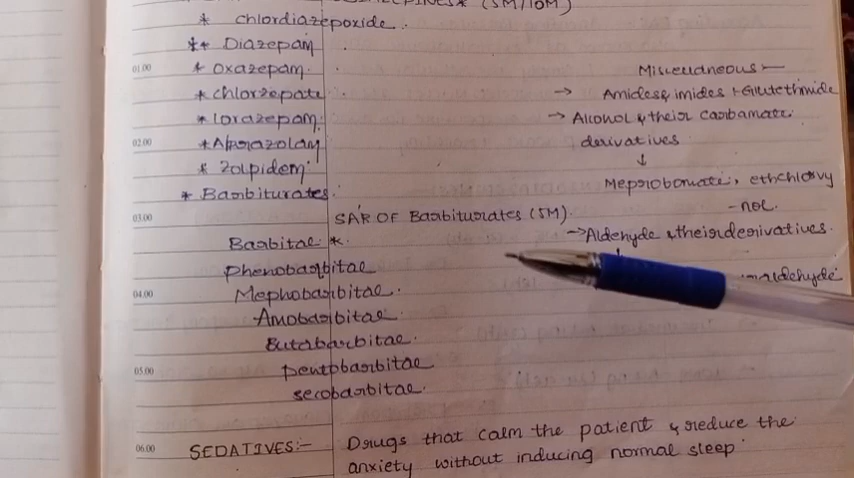 * (5M/10M)
* chlordiazepoxide.
** Diazepam
01.00 * Oxazepam.
* chlorzepate
* lorazepam.
02.00 *Alprazolam
* Zolpidem
* Barbiturates.
03.00 SAR OF Barbiturates (5M).
Barbital *.
phenobarbital
04.00 Mephobarbital.
Amobarbital.
Butabarbital.
05.00 pentobarbital
secobarbital.
Miscellaneous :-
→ Amides & imides :- Glutethimide
→ Alcohol & their carbamate.
derivatives
↓
Meprobomate, ethchlorvy
-nol.
→ Aldehyde & their derivatives.
aldehyde
06.00 SEDATIVES:- Drugs that calm the patient & reduce the
anxiety without inducing normal sleep.